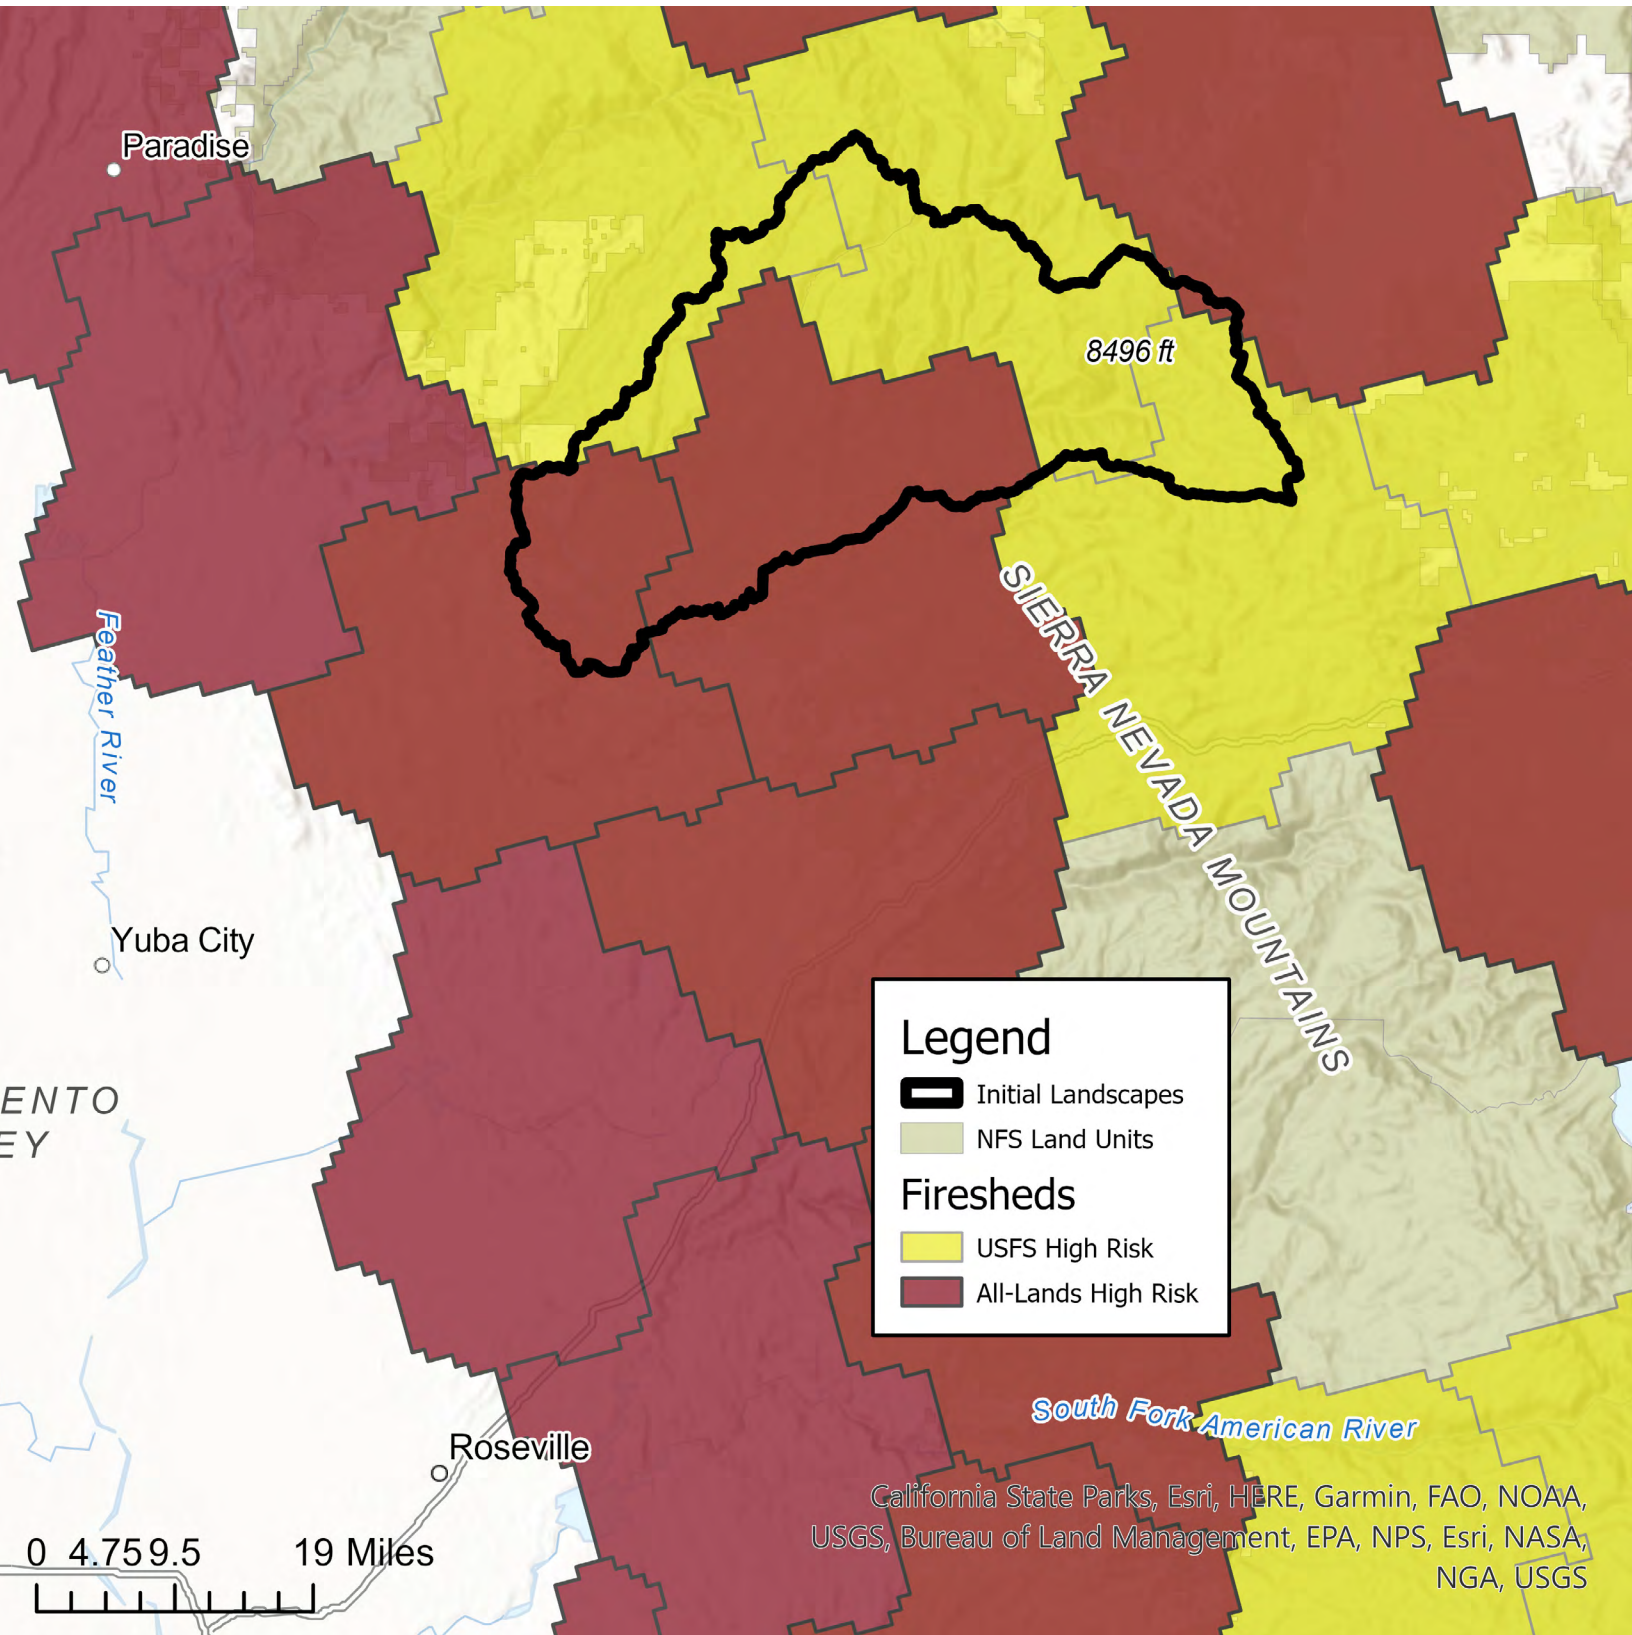 Paradise
8496 ft
SIERRA NEVADA MOUNTAINS
Feather River
Yuba City
ENTO
EY
Legend
Initial Landscapes
NFS Land Units
Firesheds
USFS High Risk
All-Lands High Risk
South Fork American River
Roseville
California State Parks, Esri, HERE, Garmin, FAO, NOAA,
USGS, Bureau of Land Management, EPA, NPS, Esri, NASA,
NGA, USGS
0 4.75 9.5 19 Miles